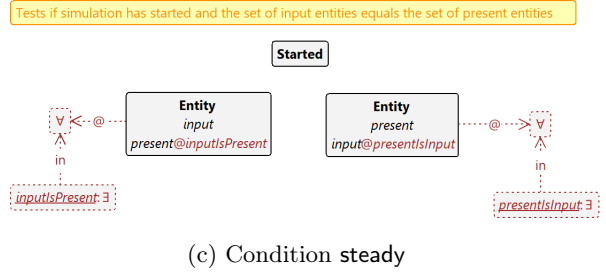 Tests if simulation has started and the set of input entities equals the set of present entities
Started
Entity
input
present@inputIsPresent
Entity
present
input@presentIsInput
∀
@
@
∀
in
in
inputIsPresent: ∃
presentIsInput: ∃
(c) Condition steady